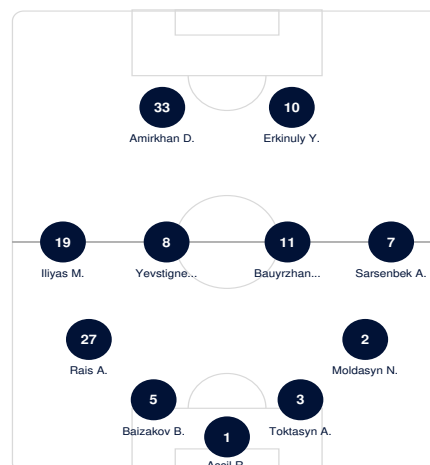 33
10
Amirkhan D.
Erkinuly Y.
19
8
11
7
Iliyas M.
Yevstigne...
Bauyrzhan...
Sarsenbek A.
27
2
Rais A.
Moldasyn N.
5
3
Baizakov B.
Toktasyn A.
1